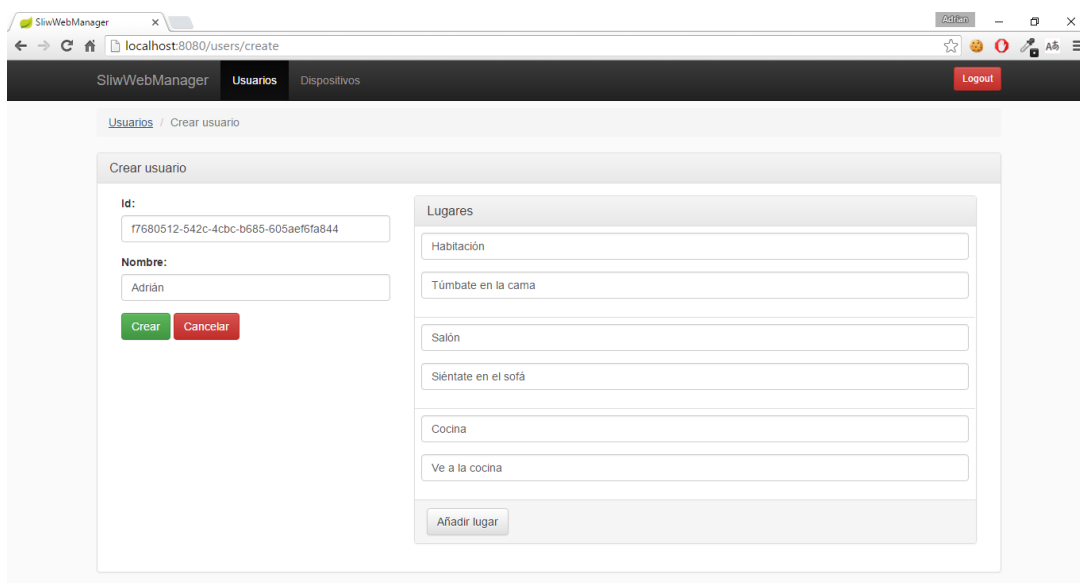 SliwWebManager
Adrian
localhost:8080/users/create
SliwWebManager Usuarios Dispositivos Logout
Usuarios / Crear usuario
Crear usuario
Id:
f7680512-542c-4cbc-b685-605aef6fa844
Nombre:
Adrián
Crear Cancelar
Lugares
Habitación
Túmbate en la cama
Salón
Siéntate en el sofá
Cocina
Ve a la cocina
Añadir lugar